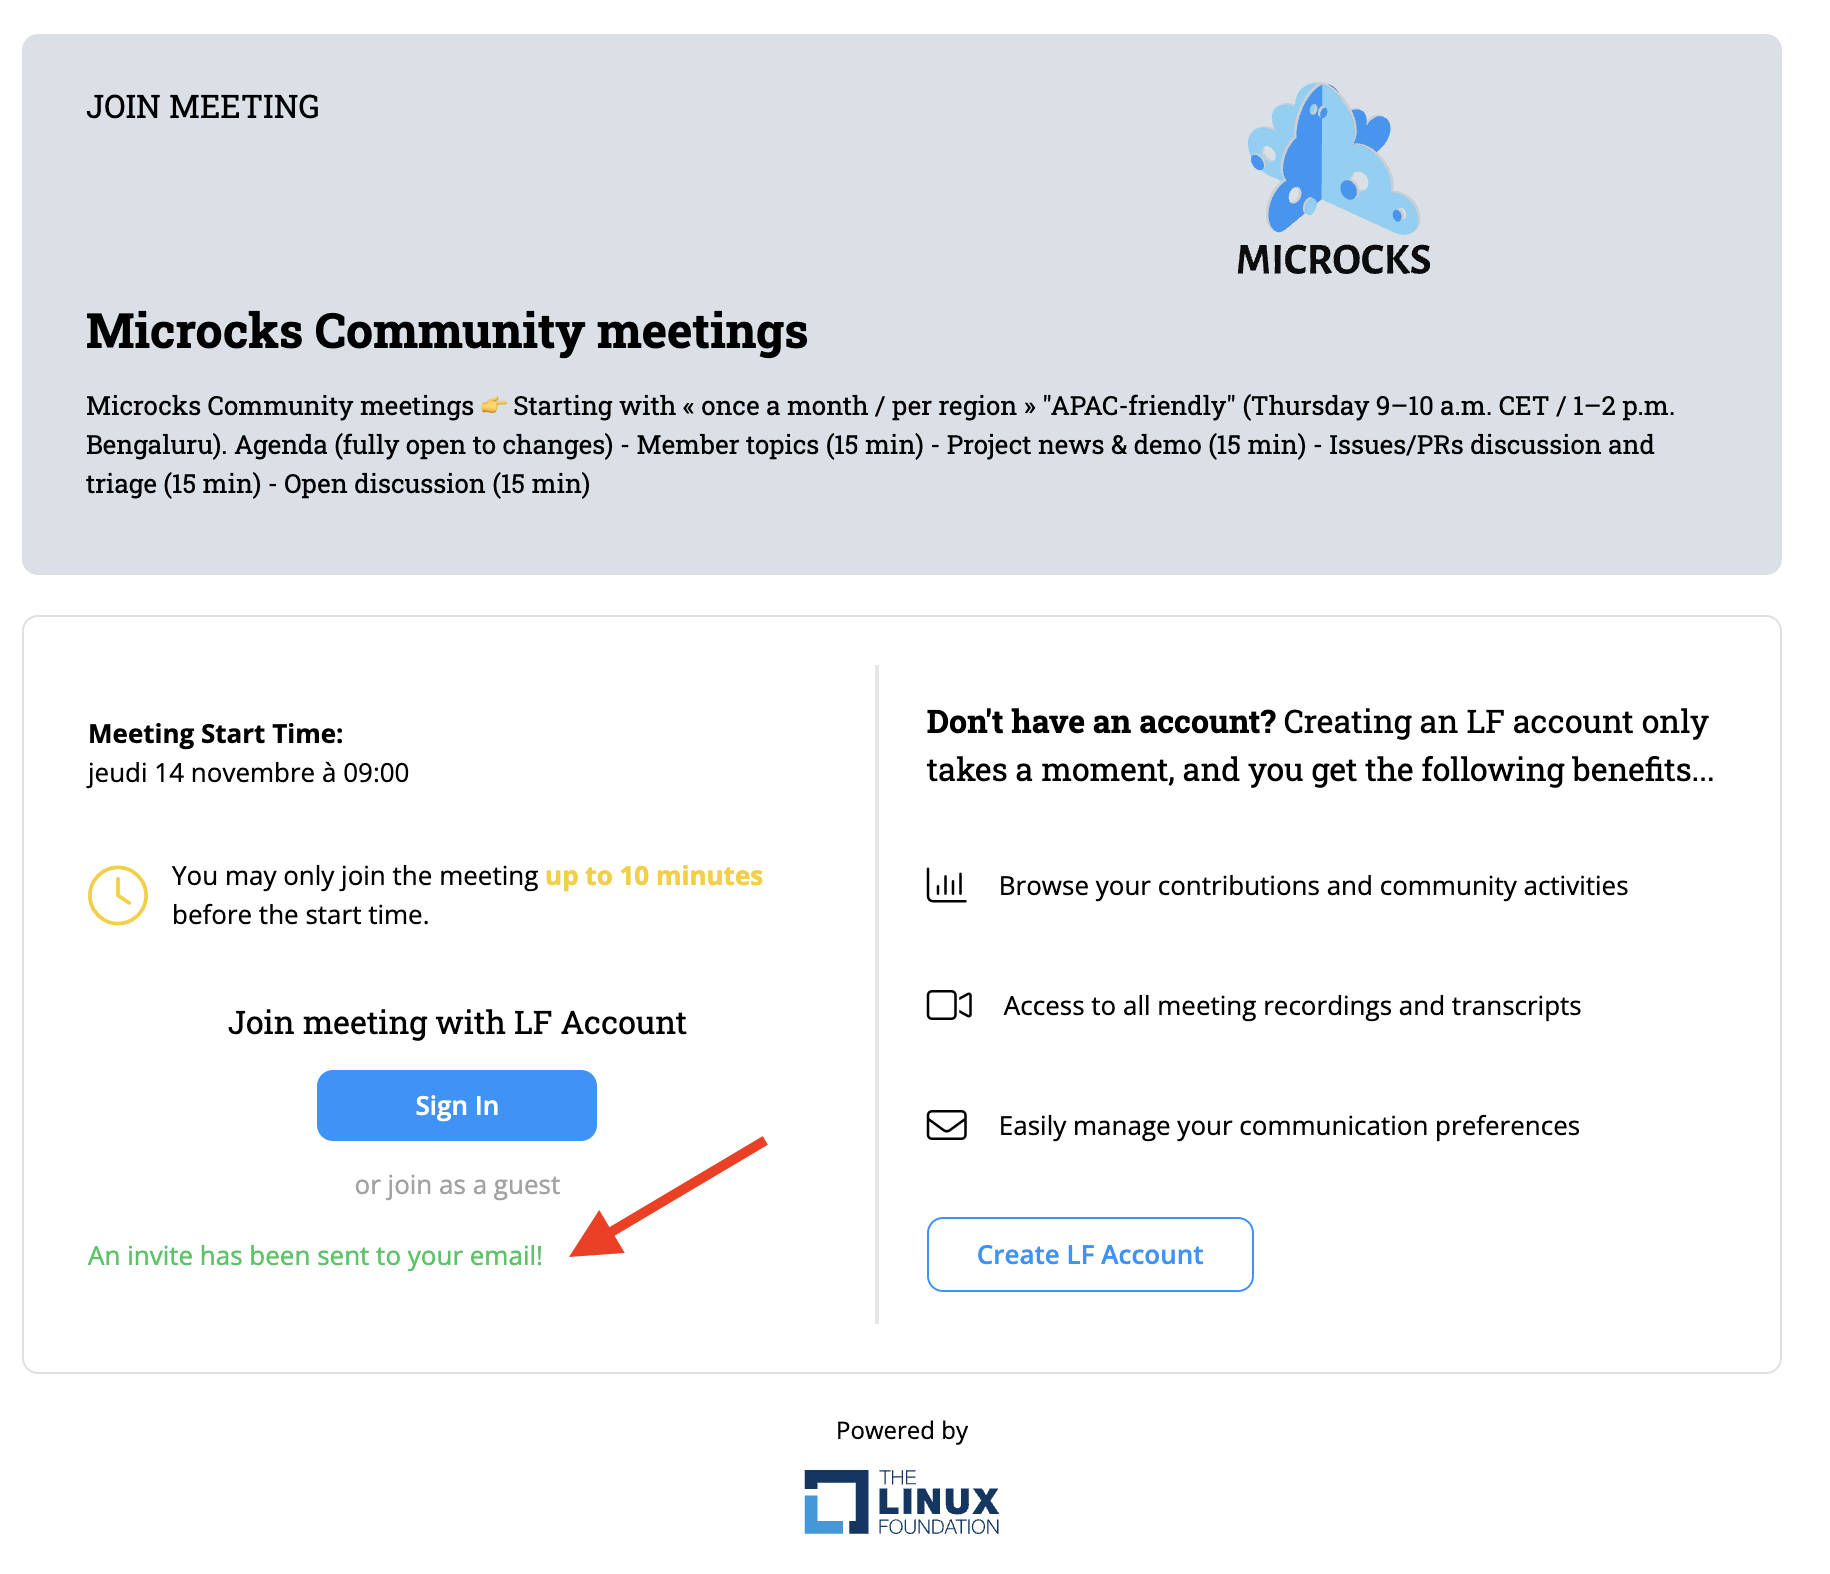 JOIN MEETING
MICROCKS
Microcks Community meetings
Microcks Community meetings 👉 Starting with « once a month / per region » "APAC-friendly" (Thursday 9–10 a.m. CET / 1–2 p.m.
Bengaluru). Agenda (fully open to changes) - Member topics (15 min) - Project news & demo (15 min) - Issues/PRs discussion and
triage (15 min) - Open discussion (15 min)
Meeting Start Time:
jeudi 14 novembre à 09:00
You may only join the meeting up to 10 minutes
before the start time.
Join meeting with LF Account
Sign In
or join as a guest
An invite has been sent to your email!
Don't have an account? Creating an LF account only
takes a moment, and you get the following benefits...
Browse your contributions and community activities
Access to all meeting recordings and transcripts
Easily manage your communication preferences
Create LF Account
Powered by
THE
LINUX
FOUNDATION